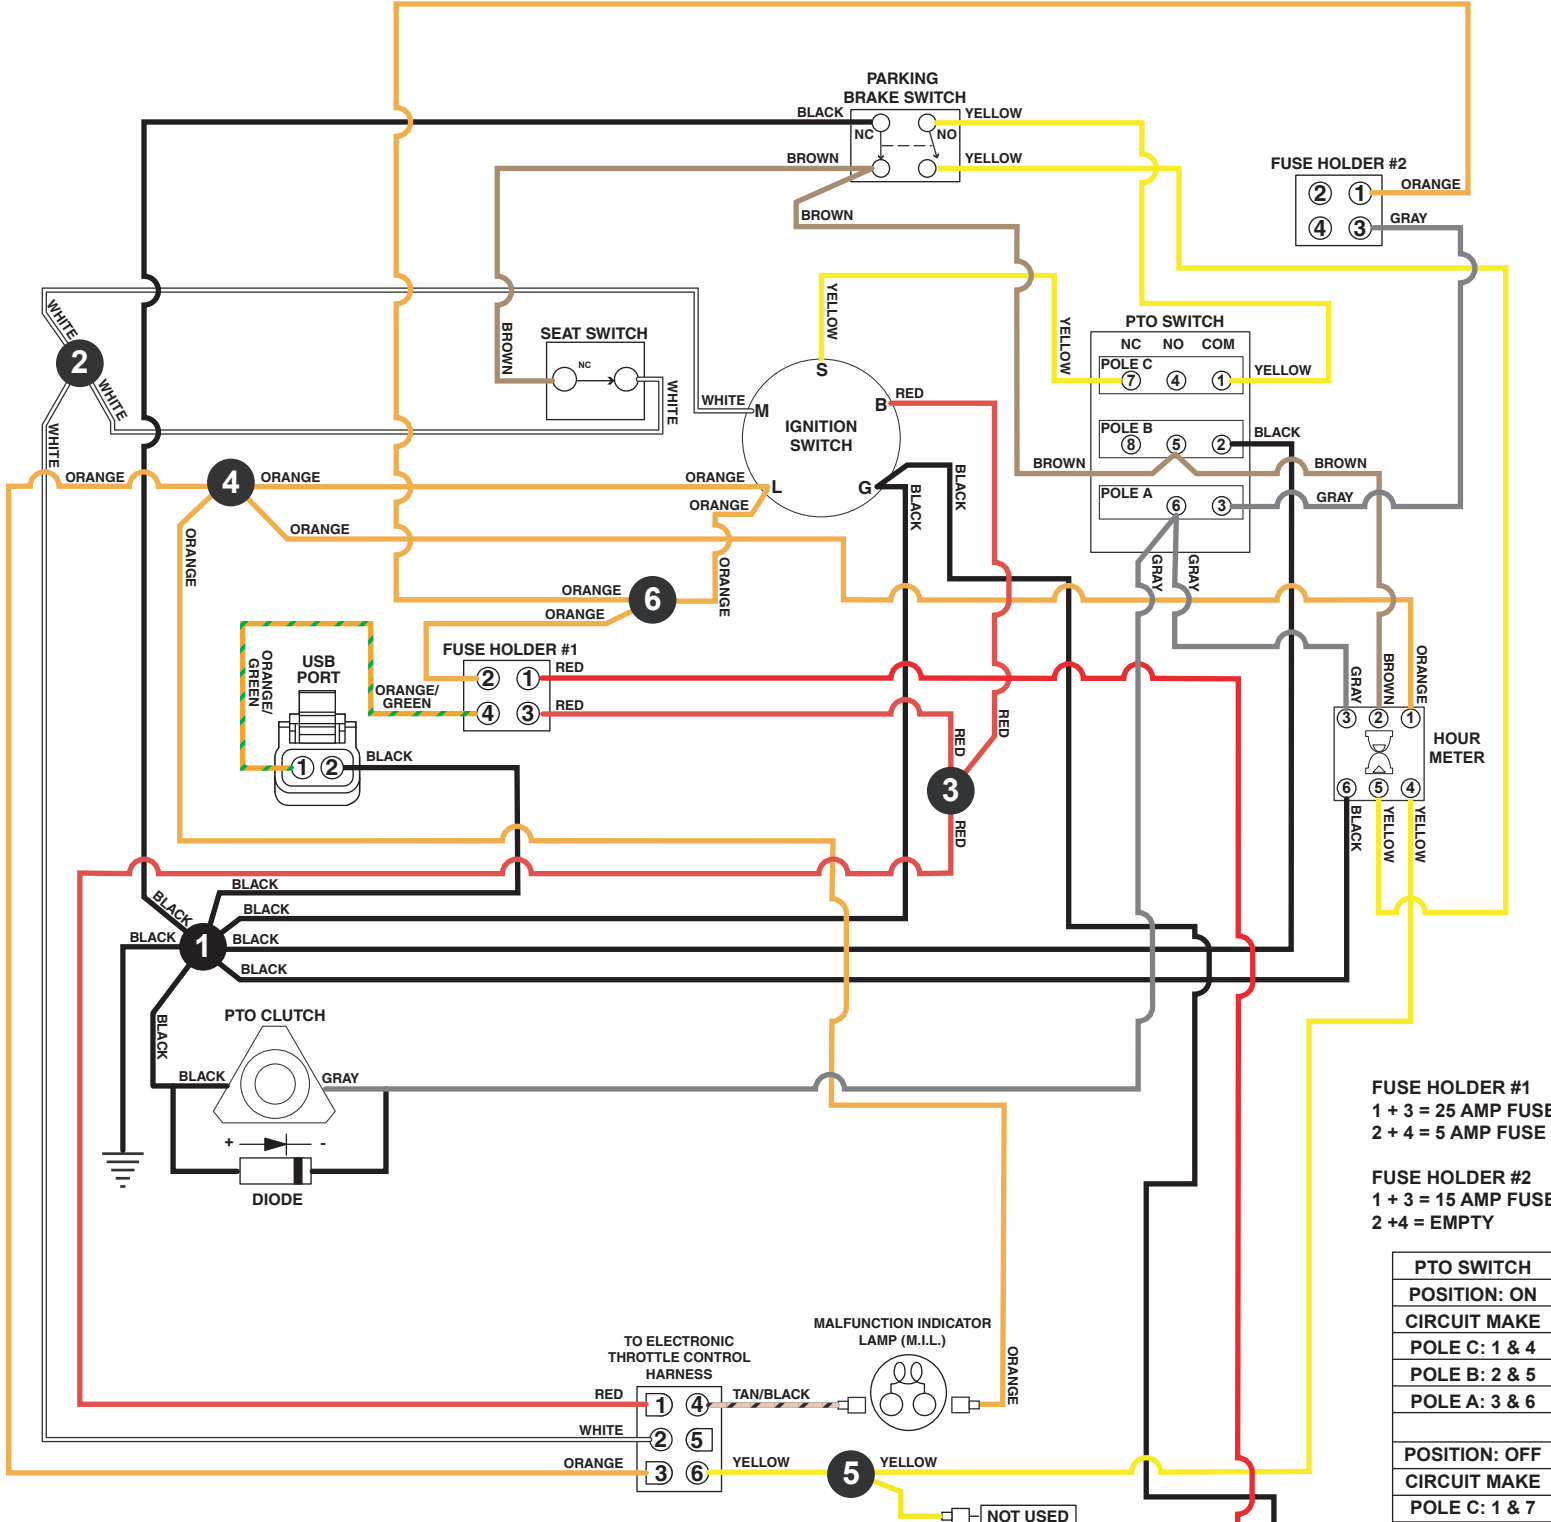 PARKING
BRAKE SWITCH
BLACK
YELLOW
NC
NO
BROWN
YELLOW
BROWN
FUSE HOLDER #2
2 1
ORANGE
4 3
GRAY
WHITE
2
WHITE
WHITE
BROWN
SEAT SWITCH
NC
WHITE
YELLOW
S
WHITE
M
B
RED
IGNITION
SWITCH
L
G
YELLOW
PTO SWITCH
NC NO COM
POLE C
7 4 1
YELLOW
POLE B
8 5 2
BLACK
BROWN
BROWN
POLE A
6 3
GRAY
GRAY
GRAY
ORANGE
4
ORANGE
ORANGE
ORANGE
ORANGE
ORANGE
BLACK
BLACK
ORANGE
ORANGE
6
ORANGE
FUSE HOLDER #1
2 1
RED
4 3
RED
ORANGE/
GREEN
ORANGE/
GREEN
USB
PORT
1 2
BLACK
RED
RED
3
RED
GRAY
BROWN
ORANGE
3 2 1
HOUR
METER
6 5 4
BLACK
YELLOW
YELLOW
BLACK
BLACK
BLACK
BLACK
1
BLACK
BLACK
BLACK
PTO CLUTCH
BLACK
GRAY
+ -
DIODE
FUSE HOLDER #1
1 + 3 = 25 AMP FUSE
2 + 4 = 5 AMP FUSE
FUSE HOLDER #2
1 + 3 = 15 AMP FUSE
2 +4 = EMPTY
PTO SWITCH
POSITION: ON
CIRCUIT MAKE
POLE C: 1 & 4
POLE B: 2 & 5
POLE A: 3 & 6
POSITION: OFF
CIRCUIT MAKE
POLE C: 1 & 7
MALFUNCTION INDICATOR
LAMP (M.I.L.)
ORANGE
TO ELECTRONIC
THROTTLE CONTROL
HARNESS
RED
1 4
TAN/BLACK
WHITE
2 5
ORANGE
3 6
YELLOW
5
YELLOW
NOT USED